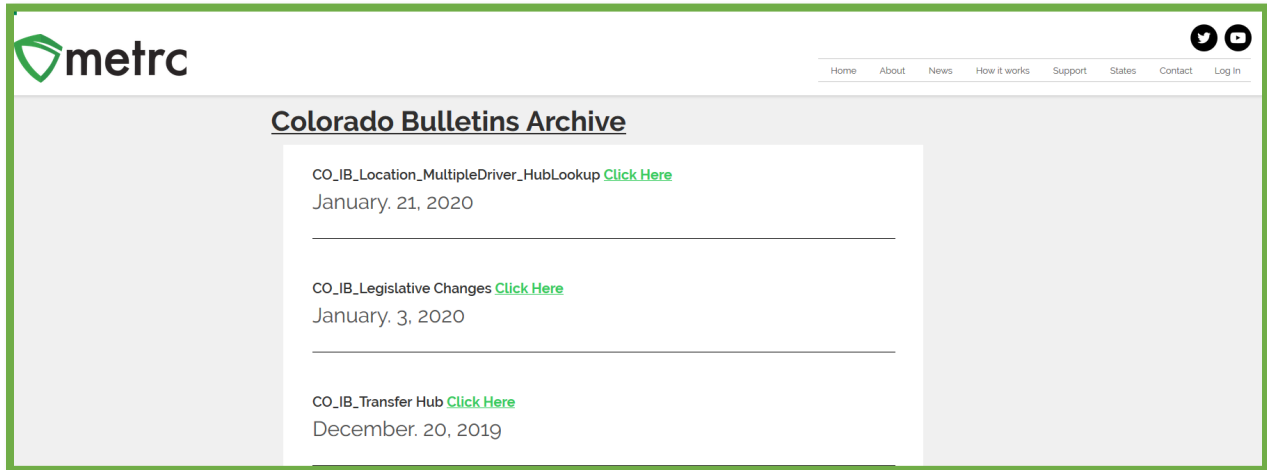 metrc
Home About News How it works Support States Contact Log In
Colorado Bulletins Archive
CO_IB_Location_MultipleDriver_HubLookup Click Here
January. 21, 2020
CO_IB_Legislative Changes Click Here
January. 3, 2020
CO_IB_Transfer Hub Click Here
December. 20, 2019